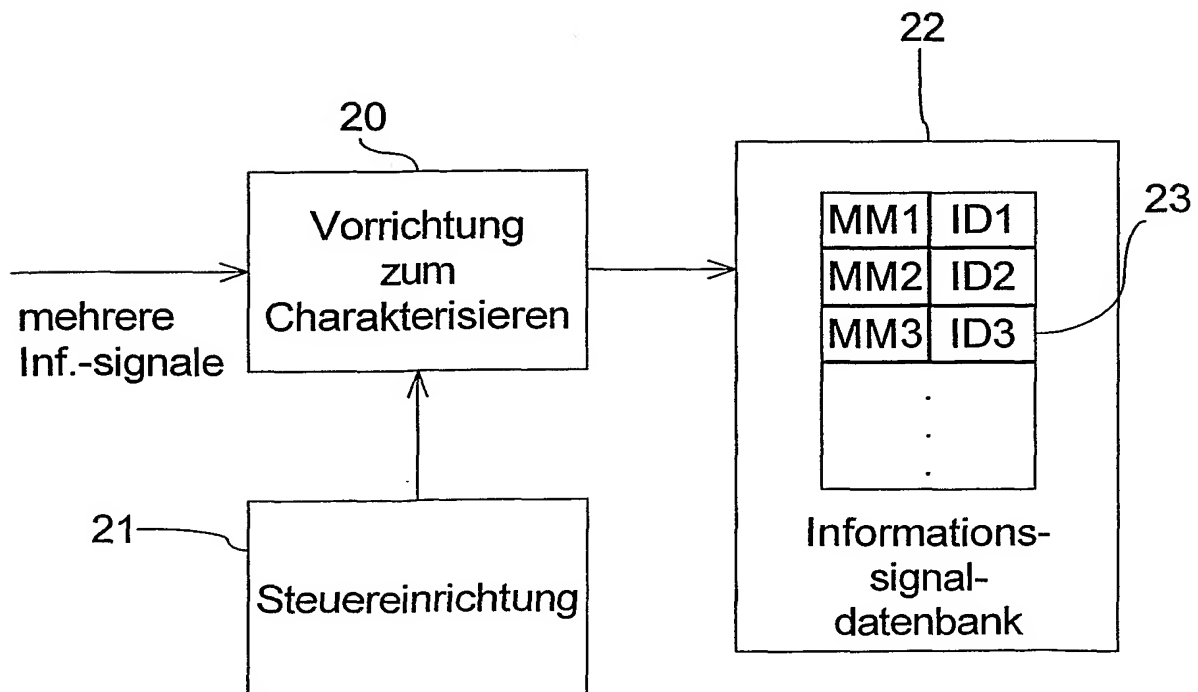 22
20
Vorrichtung
zum
Charakterisieren
mehrere
Inf.-signale
MM1 ID1
MM2 ID2
MM3 ID3
23
.
.
.
21
Steuereinrichtung
Informations-
signal-
datenbank